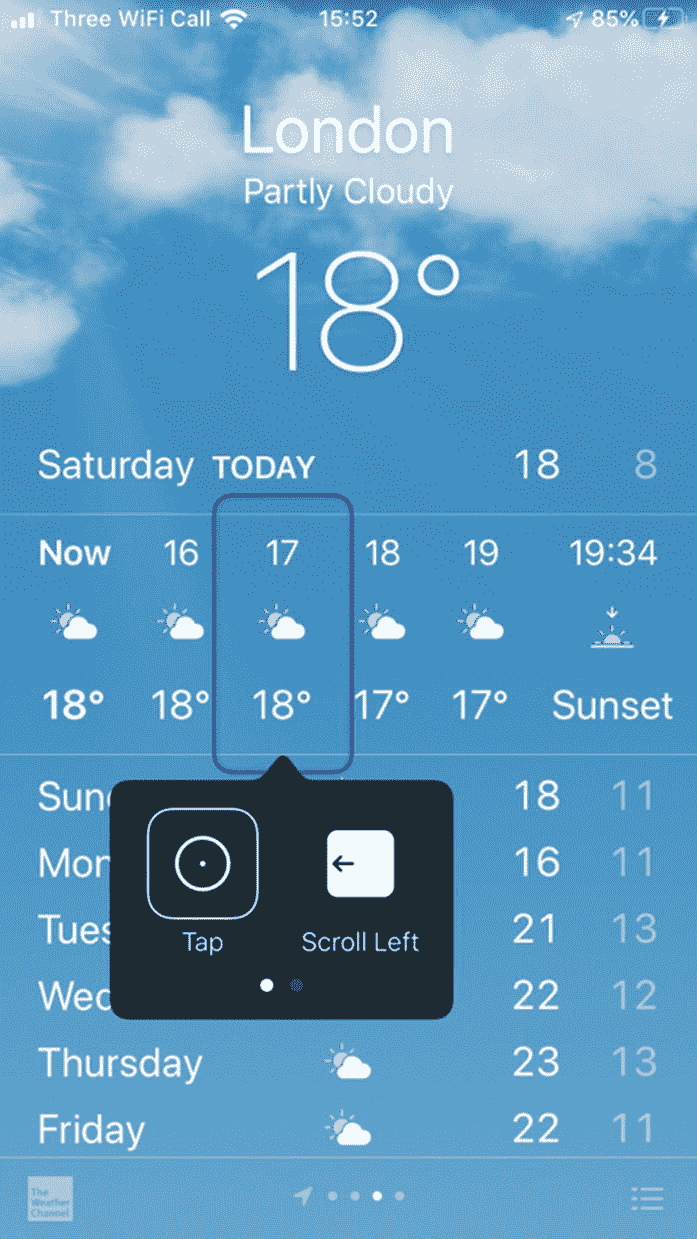 Three WiFi Call 15:52 85%
London
Partly Cloudy
18°
Saturday TODAY 18 8
Now 16 17 18 19 19:34
18° 18° 18° 17° 17° Sunset
Sun 18 11
Mon 16 11
Tues 21 13
Wed 22 12
Tap Scroll Left
Thursday 23 13
Friday 22 11
The
Weather
Channel